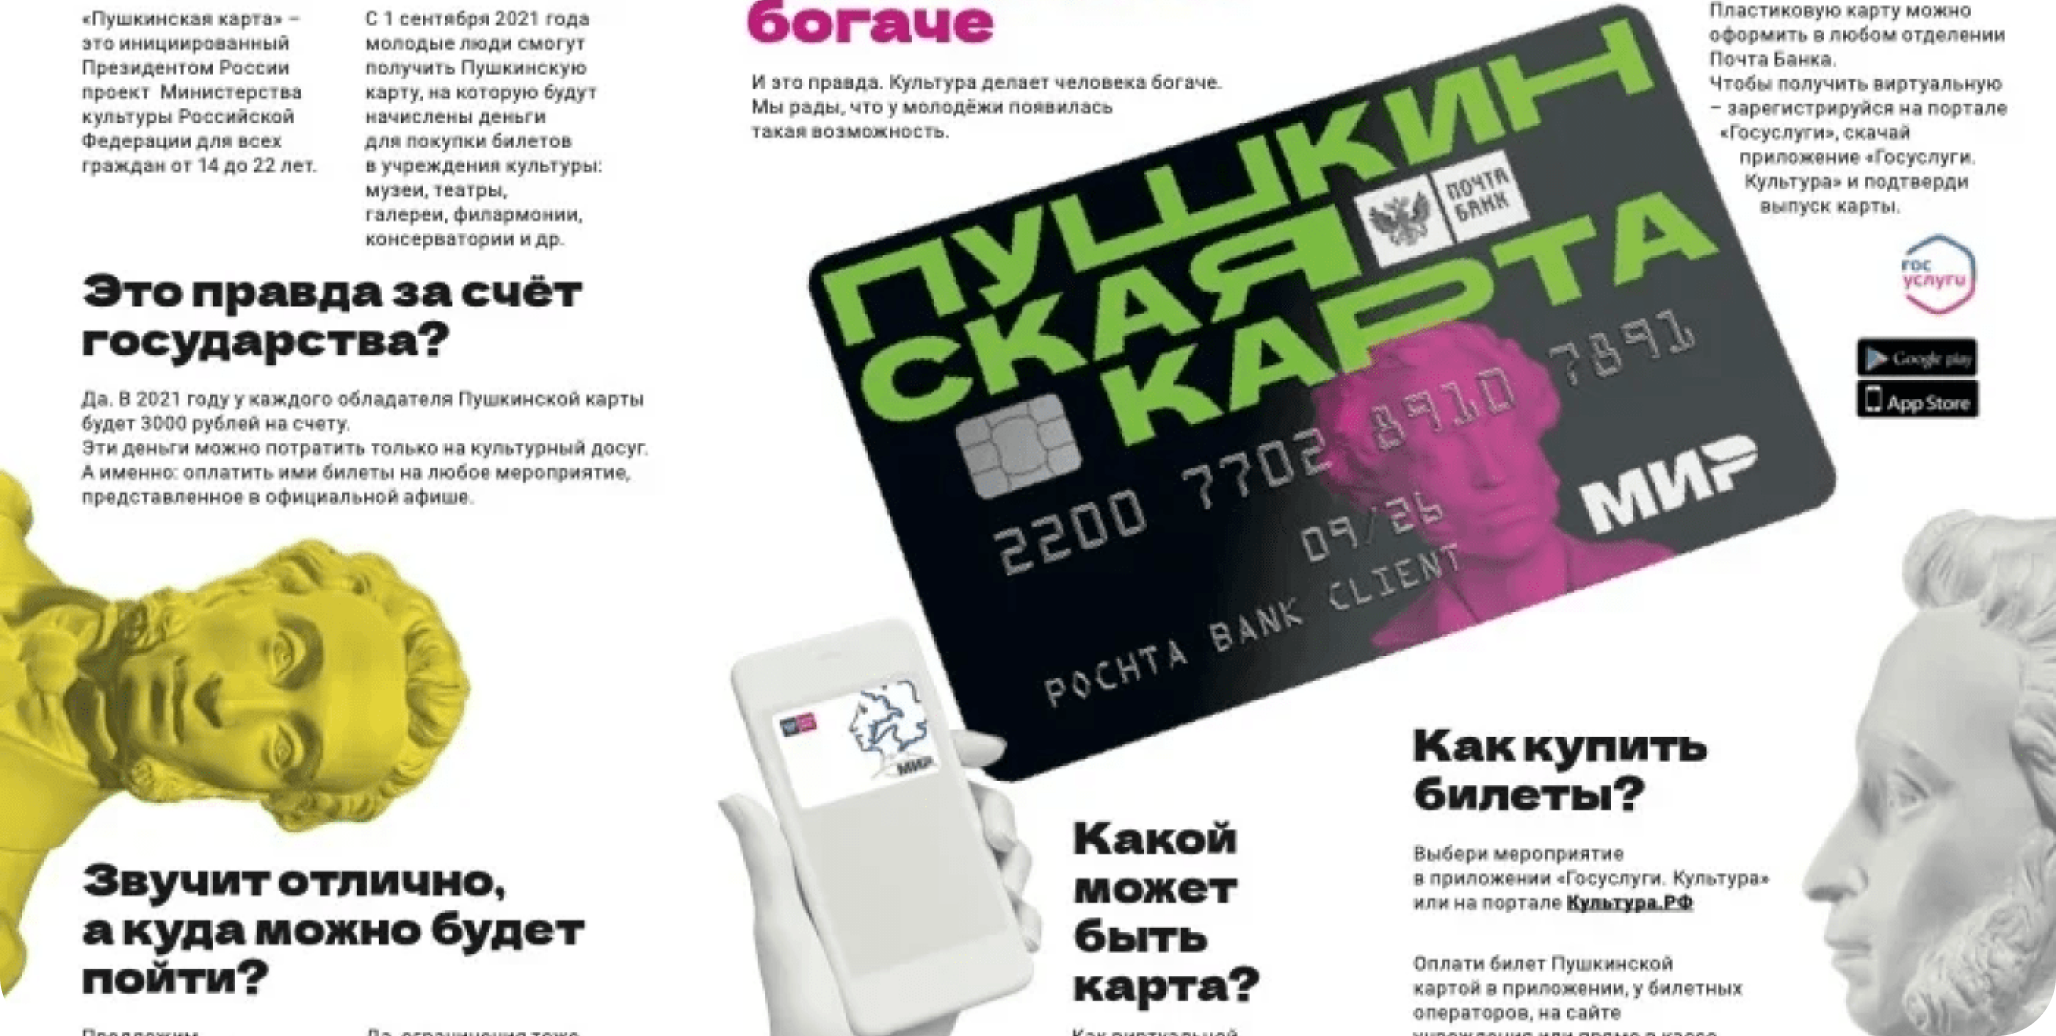 «Пушкинская карта» –
это инициированный
Президентом России
проект Министерства
культуры Российской
Федерации для всех
граждан от 14 до 22 лет.
С 1 сентября 2021 года
молодые люди смогут
получить Пушкинскую
карту, на которую будут
начислены деньги
для покупки билетов
в учреждения культуры:
музеи, театры,
галереи, филармонии,
консерватории и др.
Это правда за счёт
государства?
Да. В 2021 году у каждого обладателя Пушкинской карты
будет 3000 рублей на счету.
Эти деньги можно потратить только на культурный досуг.
А именно: оплатить ими билеты на любое мероприятие,
представленное в официальной афише.
Звучит отлично,
а куда можно будет
пойти?
богаче
И это правда. Культура делает человека богаче.
Мы рады, что у молодёжи появилась
такая возможность.
ПУШКИН
СКАЯ
КАРТА
ПОЧТА
БАНК
2200 7702 8910 7891
09/26
POCHTA BANK CLIENT
МИР
МИР
Пластиковую карту можно
оформить в любом отделении
Почта Банка.
Чтобы получить виртуальную
– зарегистрируйся на портале
«Госуслуги», скачай
приложение «Госуслуги.
Культура» и подтверди
выпуск карты.
гос
услуги
Google play
App Store
Какой
может
быть
карта?
Как виртуальной
Как купить
билеты?
Выбери мероприятие
в приложении «Госуслуги. Культура»
или на портале Культура.РФ
Оплати билет Пушкинской
картой в приложении, у билетных
операторов, на сайте